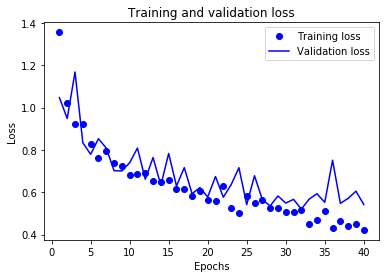 Training and validation loss
Training loss
Validation loss
1.4
1.2
1.0
0.8
0.6
0.4
Loss
0 5 10 15 20 25 30 35 40
Epochs